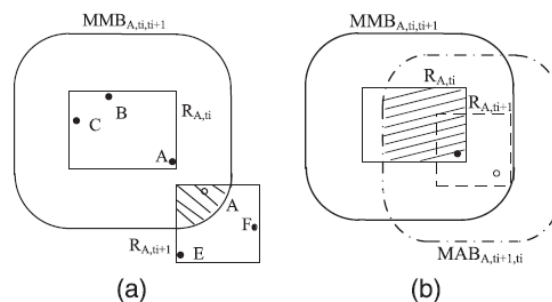 MMB_{A,ti,ti+1}
B
C
R_{A,ti}
A
A
F
R_{A,ti+1}
E
(a)
MMB_{A,ti,ti+1}
R_{A,ti}
R_{A,ti+1}
MAB_{A,ti+1,ti}
(b)